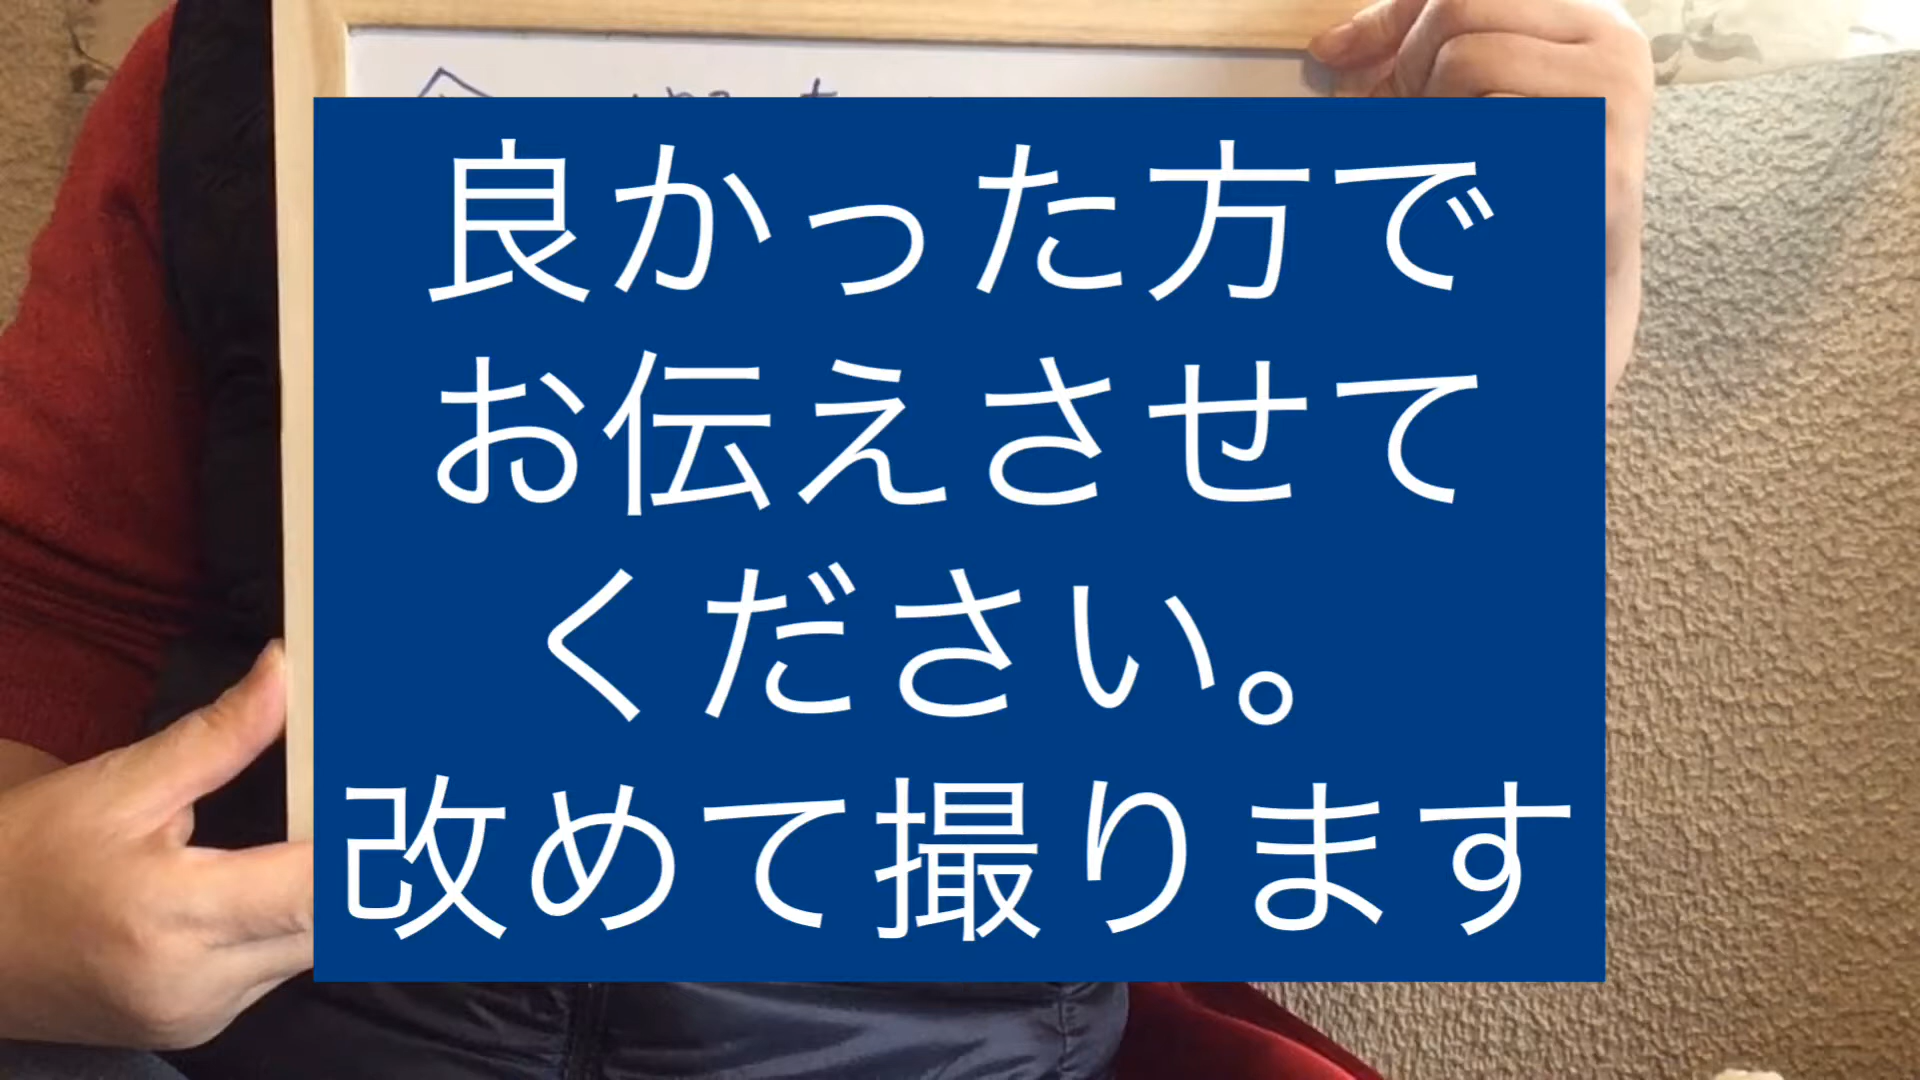 良かった方で
お伝えさせて
ください。
改めて撮ります